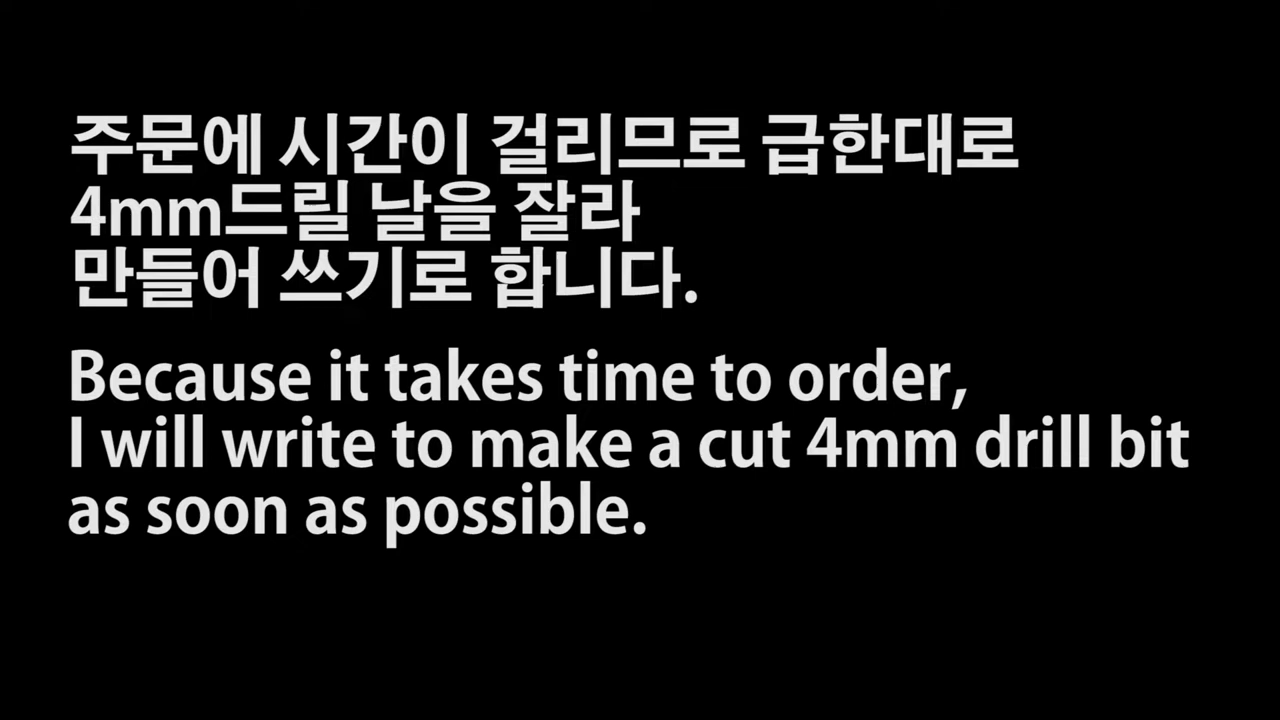 주문에 시간이 걸리므로 급한대로
4mm드릴 날을 잘라
만들어 쓰기로 합니다.
Because it takes time to order,
I will write to make a cut 4mm drill bit
as soon as possible.